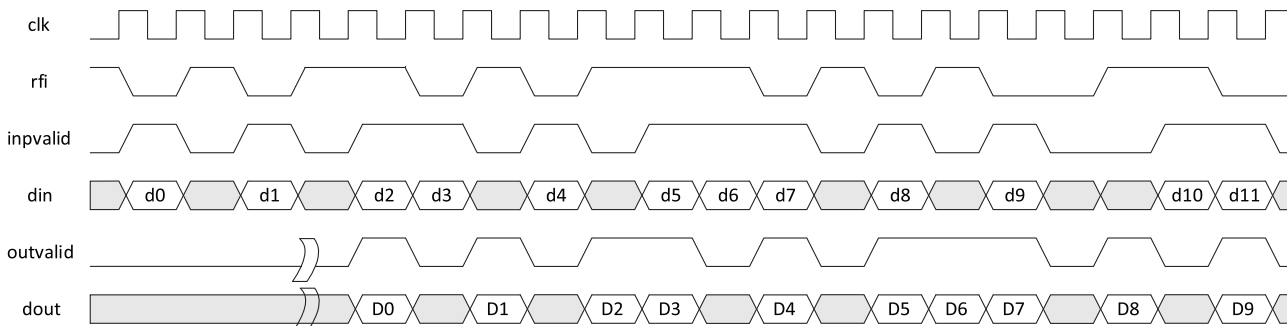 clk
rfi
inpvalid
din d0 d1 d2 d3 d4 d5 d6 d7 d8 d9 d10 d11
outvalid
dout D0 D1 D2 D3 D4 D5 D6 D7 D8 D9